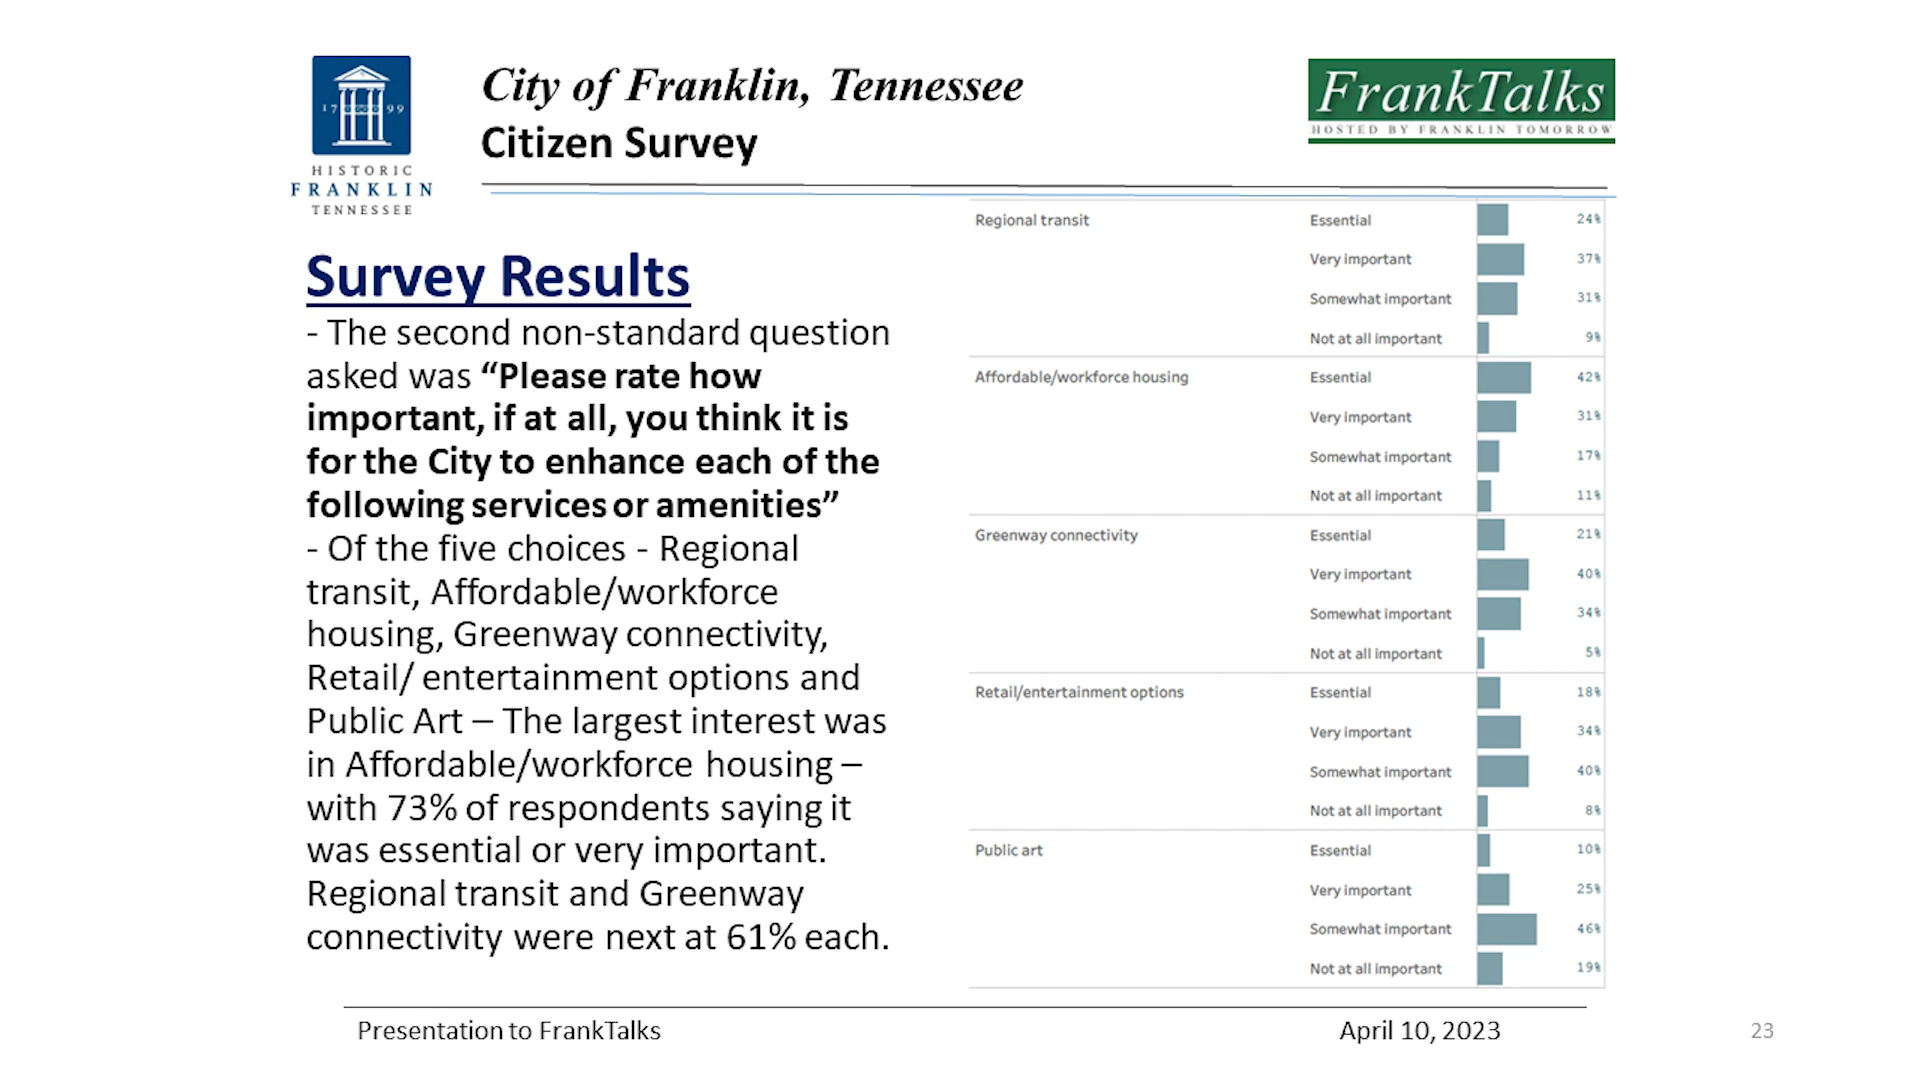 City of Franklin, Tennessee
Citizen Survey
17 99
HISTORIC
FRANKLIN
TENNESSEE
FrankTalks
HOSTED BY FRANKLIN TOMORROW
Survey Results
- The second non-standard question
asked was “Please rate how
important, if at all, you think it is
for the City to enhance each of the
following services or amenities”
- Of the five choices - Regional
transit, Affordable/workforce
housing, Greenway connectivity,
Retail/ entertainment options and
Public Art – The largest interest was
in Affordable/workforce housing –
with 73% of respondents saying it
was essential or very important.
Regional transit and Greenway
connectivity were next at 61% each.
Regional transit Essential 24%
Very important 37%
Somewhat important 31%
Not at all important 9%
Affordable/workforce housing Essential 42%
Very important 31%
Somewhat important 17%
Not at all important 11%
Greenway connectivity Essential 21%
Very important 40%
Somewhat important 34%
Not at all important 5%
Retail/entertainment options Essential 18%
Very important 34%
Somewhat important 40%
Not at all important 8%
Public art Essential 10%
Very important 25%
Somewhat important 46%
Not at all important 19%
Presentation to FrankTalks April 10, 2023 23